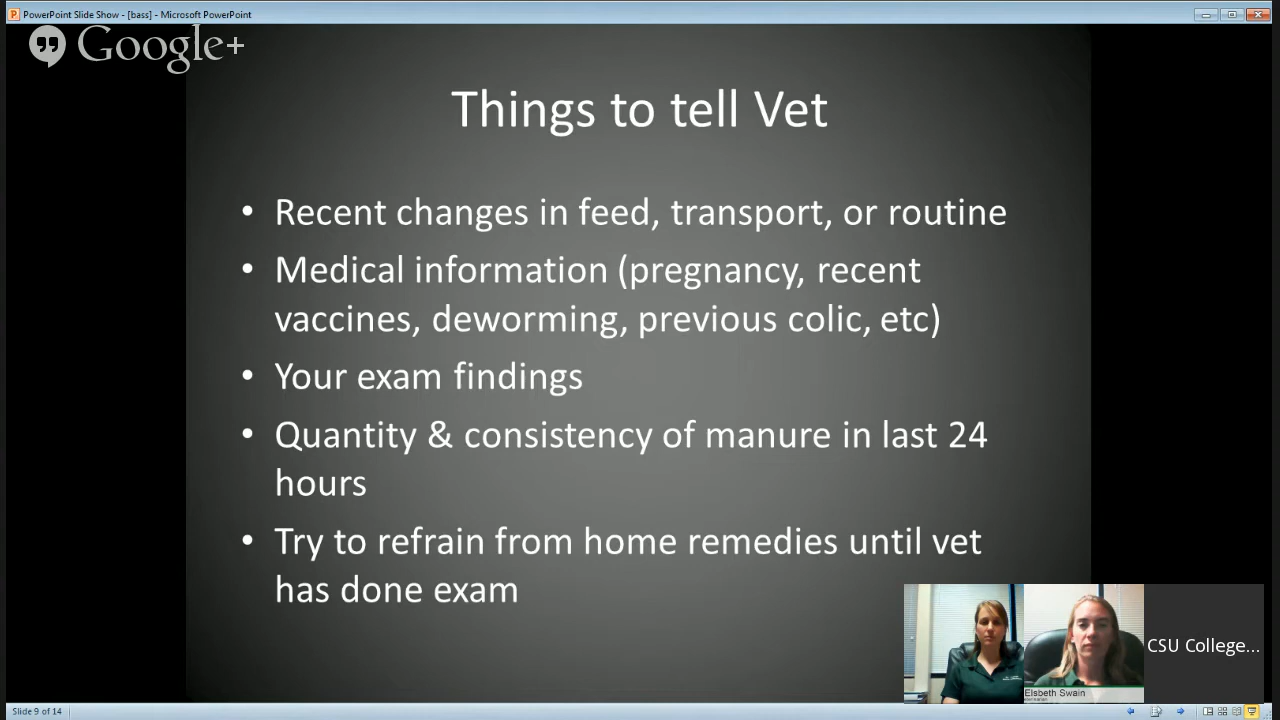 PowerPoint Slide Show - [bass] - Microsoft PowerPoint
Google+
Things to tell Vet
• Recent changes in feed, transport, or routine
• Medical information (pregnancy, recent
vaccines, deworming, previous colic, etc)
• Your exam findings
• Quantity & consistency of manure in last 24
hours
• Try to refrain from home remedies until vet
has done exam
CSU College...
Elsbeth Swain
Slide 9 of 14